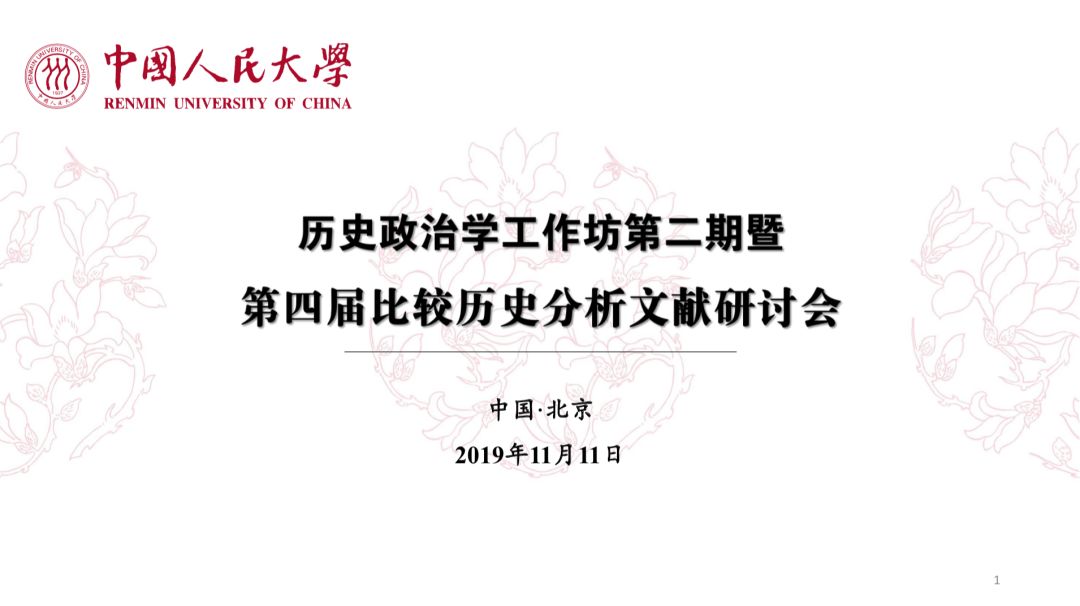 中國人民大學
RENMIN UNIVERSITY OF CHINA
RENMIN UNIVERSITY OF CHINA
1937
中国人民大学
历史政治学工作坊第二期暨
第四届比较历史分析文献研讨会
中国·北京
2019年11月11日
1